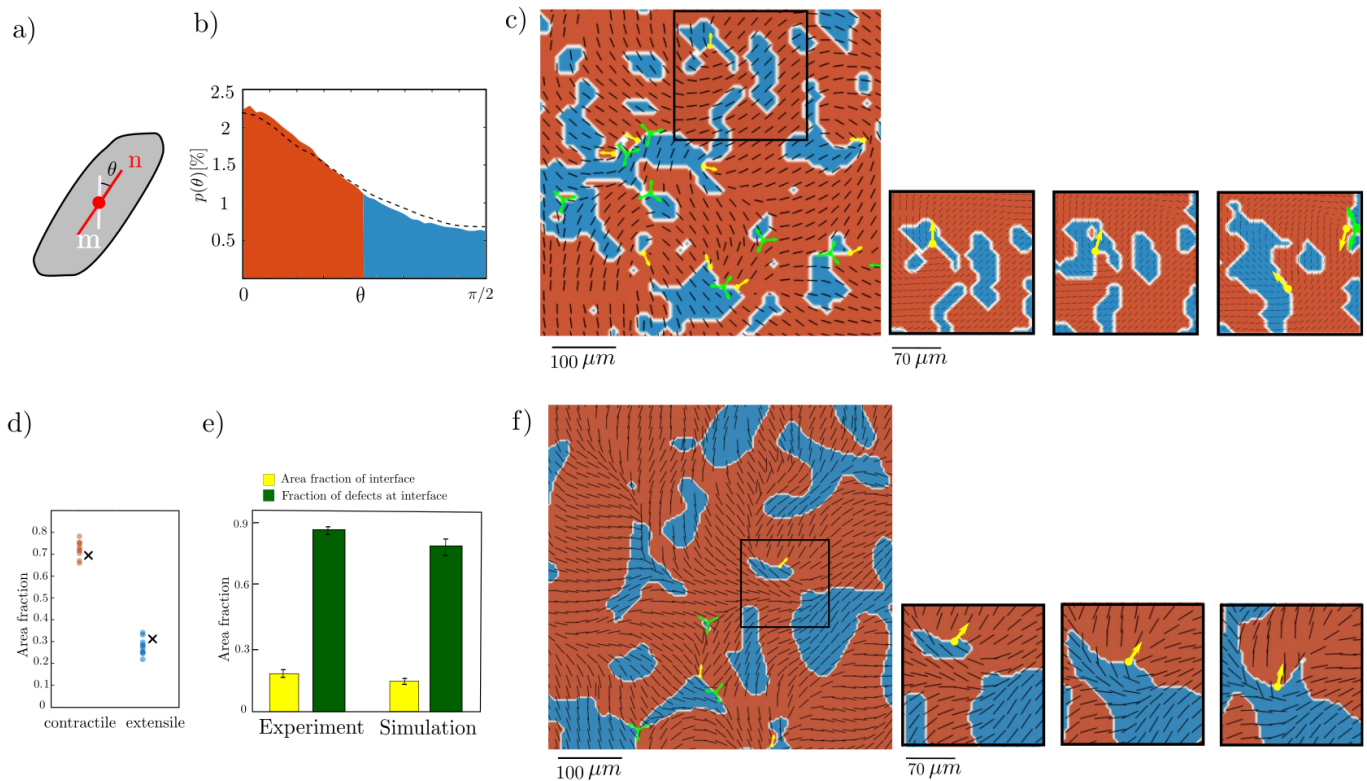 a)
θ
n
m
b)
p(θ)[%]
2.5
2
1.5
1
0.5
0
θ
π/2
c)
100 μm
70 μm
d)
Area fraction
0.8
0.7
0.6
0.5
0.4
0.3
0.2
0.1
0
contractile
extensile
e)
Area fraction of interface
Fraction of defects at interface
Area fraction
0.9
0.6
0.3
0
Experiment
Simulation
f)
100 μm
70 μm